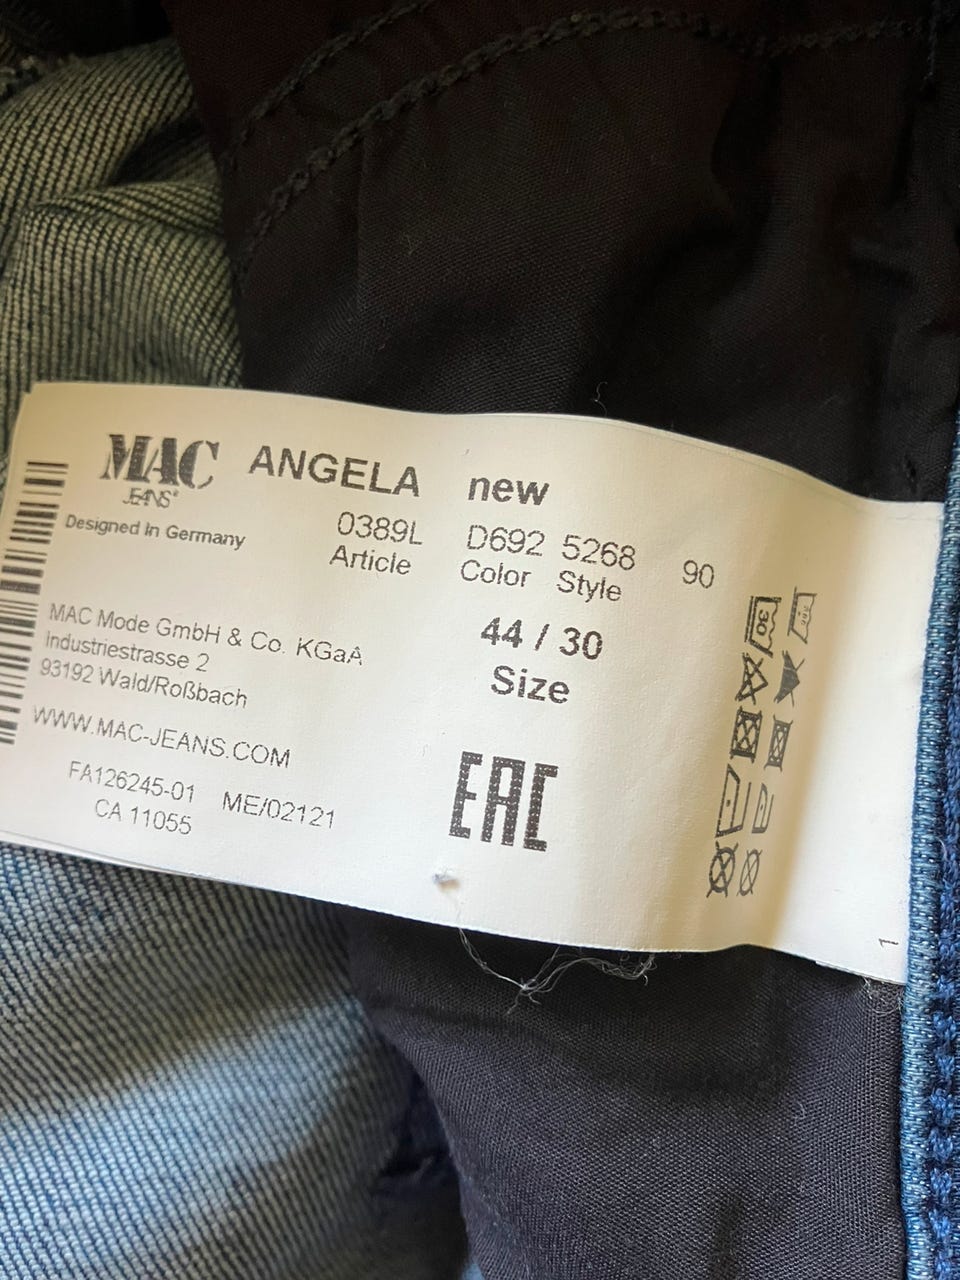 MAC
JEANS®
Designed In Germany
ANGELA new
0389L D692 5268 90
Article Color Style
44 / 30
Size
MAC Mode GmbH & Co. KGaA
Industriestrasse 2
93192 Wald/Roßbach
WWW.MAC-JEANS.COM
FA126245-01 ME/02121
CA 11055
EAC
30
1